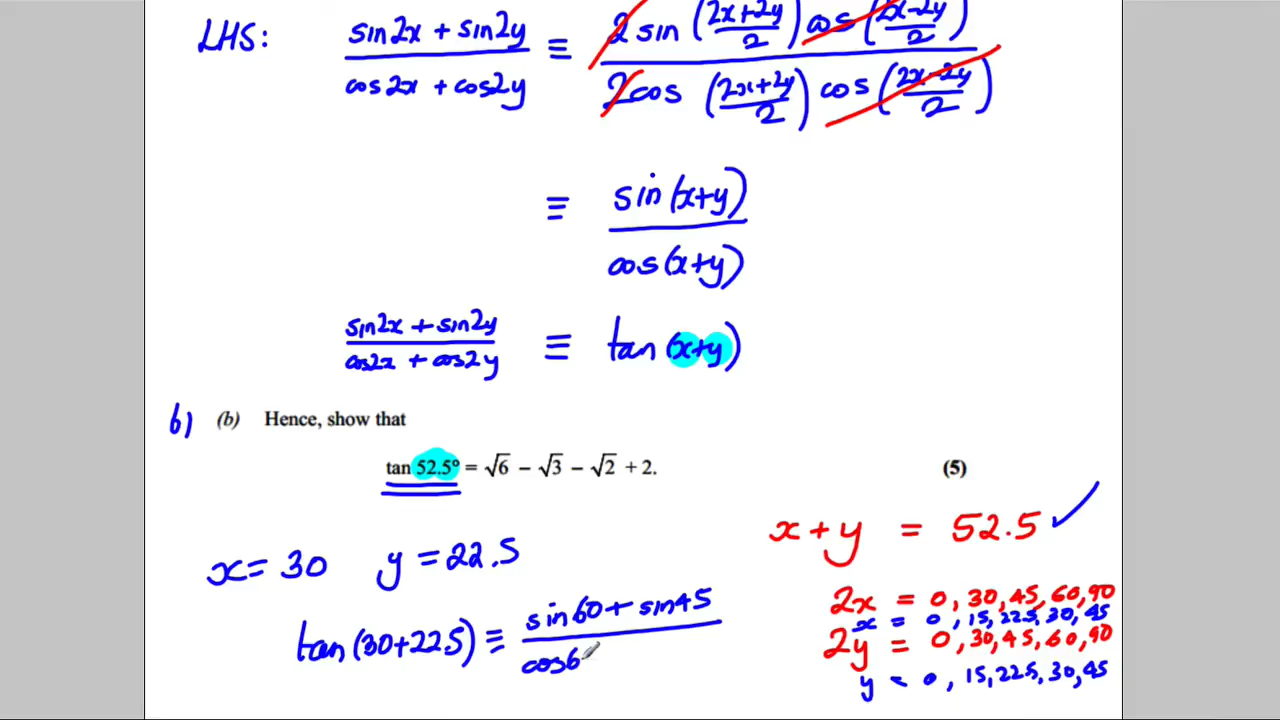 LHS: sin2x + sin2y / cos2x + cos2y ≡ 2 sin (2x+2y/2) cos (2x-2y/2) / 2cos (2x+2y/2) cos (2x-2y/2)
≡ sin(x+y) / cos(x+y)
sin2x + sin2y / cos2x + cos2y ≡ tan (x+y)
b) (b) Hence, show that
tan 52.5° = √6 − √3 − √2 + 2. (5)
x+y = 52.5 ✓
x = 30 y = 22.5
2x = 0, 30, 45, 60, 90
x = 0, 15, 22.5, 30, 45
2y = 0, 30, 45, 60, 90
y = 0, 15, 22.5, 30, 45
tan (30+22.5) ≡ sin60 + sin45 / cos6